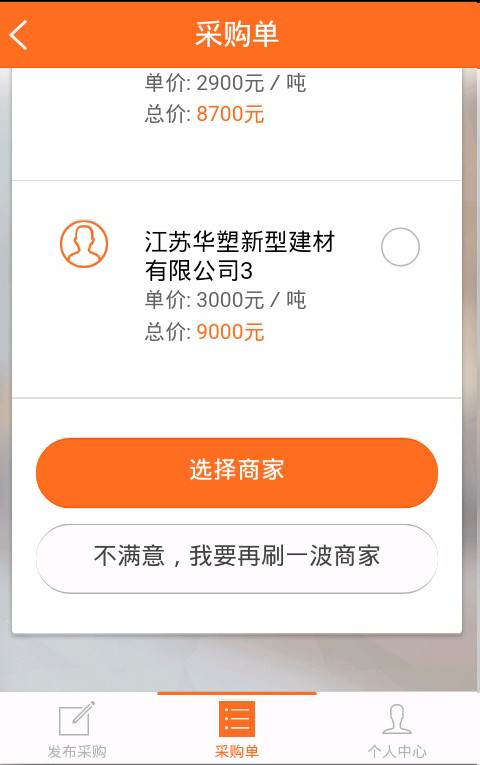 采购单
单价: 2900元 / 吨
总价: 8700元
江苏华塑新型建材
有限公司3
单价: 3000元 / 吨
总价: 9000元
选择商家
不满意，我要再刷一波商家
发布采购
采购单
个人中心